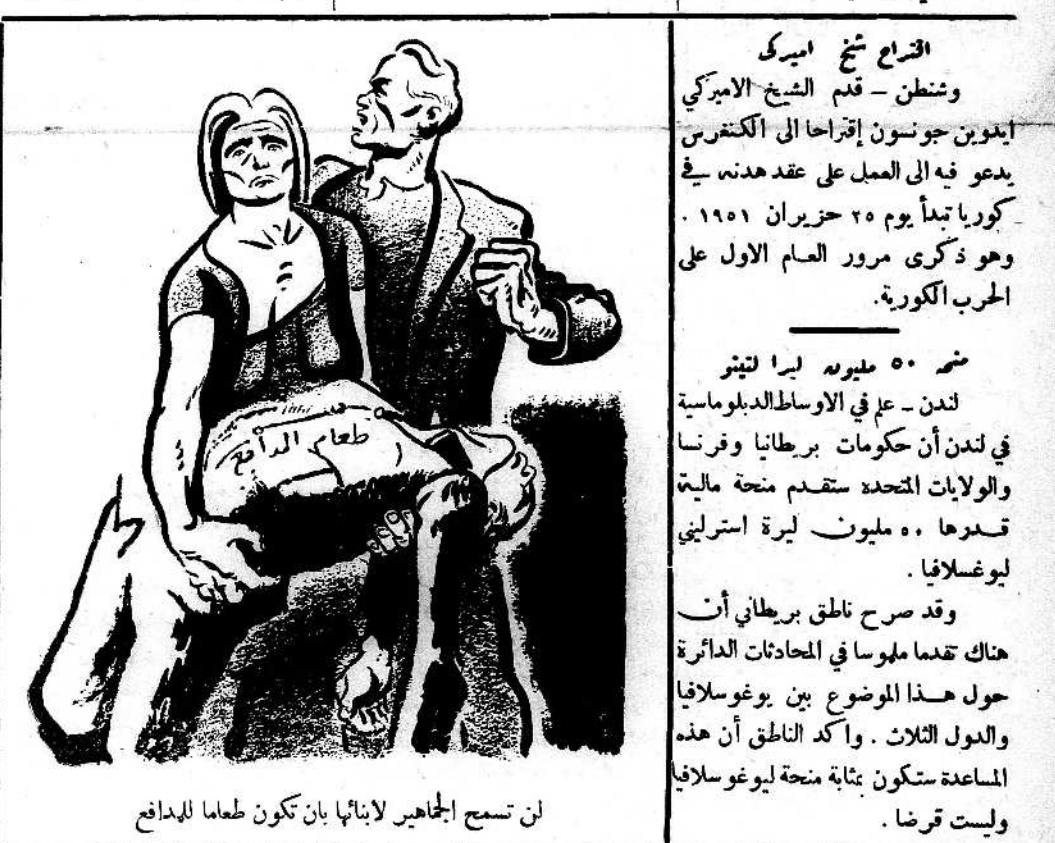 اقتراح شيخ اميركى
وشنطن – قدم الشيخ الاميركي
ايدوين جونسون إقتراحا الى الكنغرس
يدعو فيه الى العمل على عقد هدنه في
كوريا تبدأ يوم ٢٥ حزيران ١٩٥١ .
وهو ذكرى مرور العام الاول على
الحرب الكورية.
منحه ٥٠ مليون ليرا لتيتو
لندن – علم في الاوساط الدبلوماسية
في لندن أن حكومات بريطانيا وفرنسا
والولايات المتحده ستقدم منحة مالية
قدرها ٥٠ مليون ليرة استرليني
ليوغسلافيا .
وقد صرح ناطق بريطاني أن
هناك تقدما ملموسا في المحادثات الدائرة
حول هذا الموضوع بين يوغوسلافيا
والدول الثلاث . واكد الناطق أن هذه
المساعدة ستكون بمثابة منحة ليوغوسلافيا
وليست قرضا .
طعام المدافع
لن تسمح الجماهير لأبنائها بان تكون طعاما للمدافع